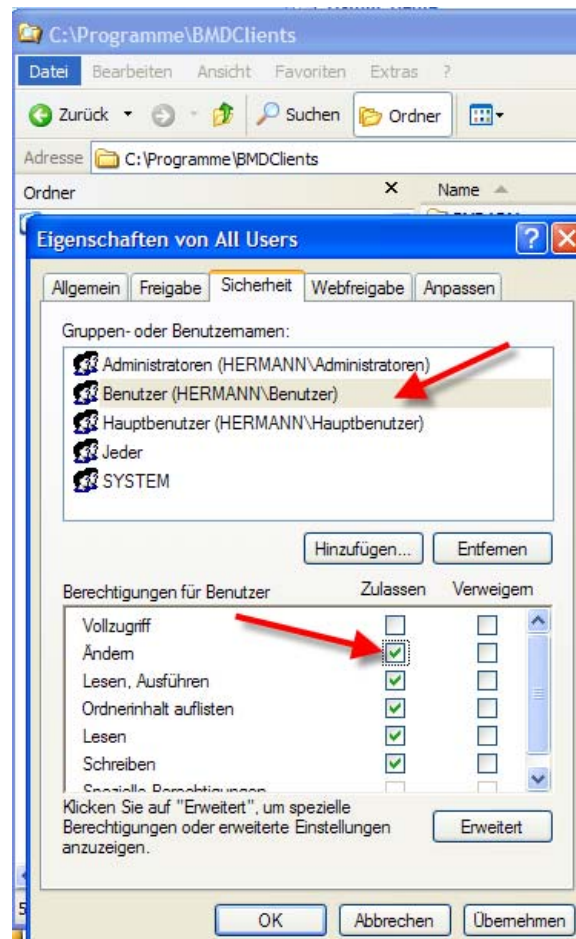 C:\Programme\BMDClients
Datei Bearbeiten Ansicht Favoriten Extras ?
Zurück Suchen Ordner
Adresse C:\Programme\BMDClients
Ordner X Name
Eigenschaften von All Users
Allgemein Freigabe Sicherheit Webfreigabe Anpassen
Gruppen- oder Benutzernamen:
Administratoren (HERMANN\Administratoren)
Benutzer (HERMANN\Benutzer)
Hauptbenutzer (HERMANN\Hauptbenutzer)
Jeder
SYSTEM
Hinzufügen... Entfernen
Berechtigungen für Benutzer Zulassen Verweigern
Vollzugriff
Ändern
Lesen, Ausführen
Ordnerinhalt auflisten
Lesen
Schreiben
Spezielle Berechtigungen
Klicken Sie auf "Erweitert", um spezielle
Berechtigungen oder erweiterte Einstellungen
anzuzeigen.
Erweitert
OK Abbrechen Übernehmen